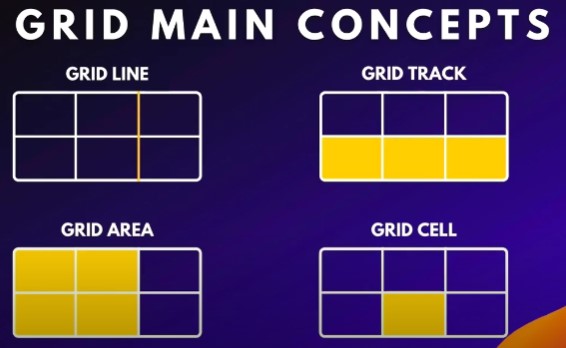 GRID MAIN CONCEPTS
GRID LINE
GRID TRACK
GRID AREA
GRID CELL